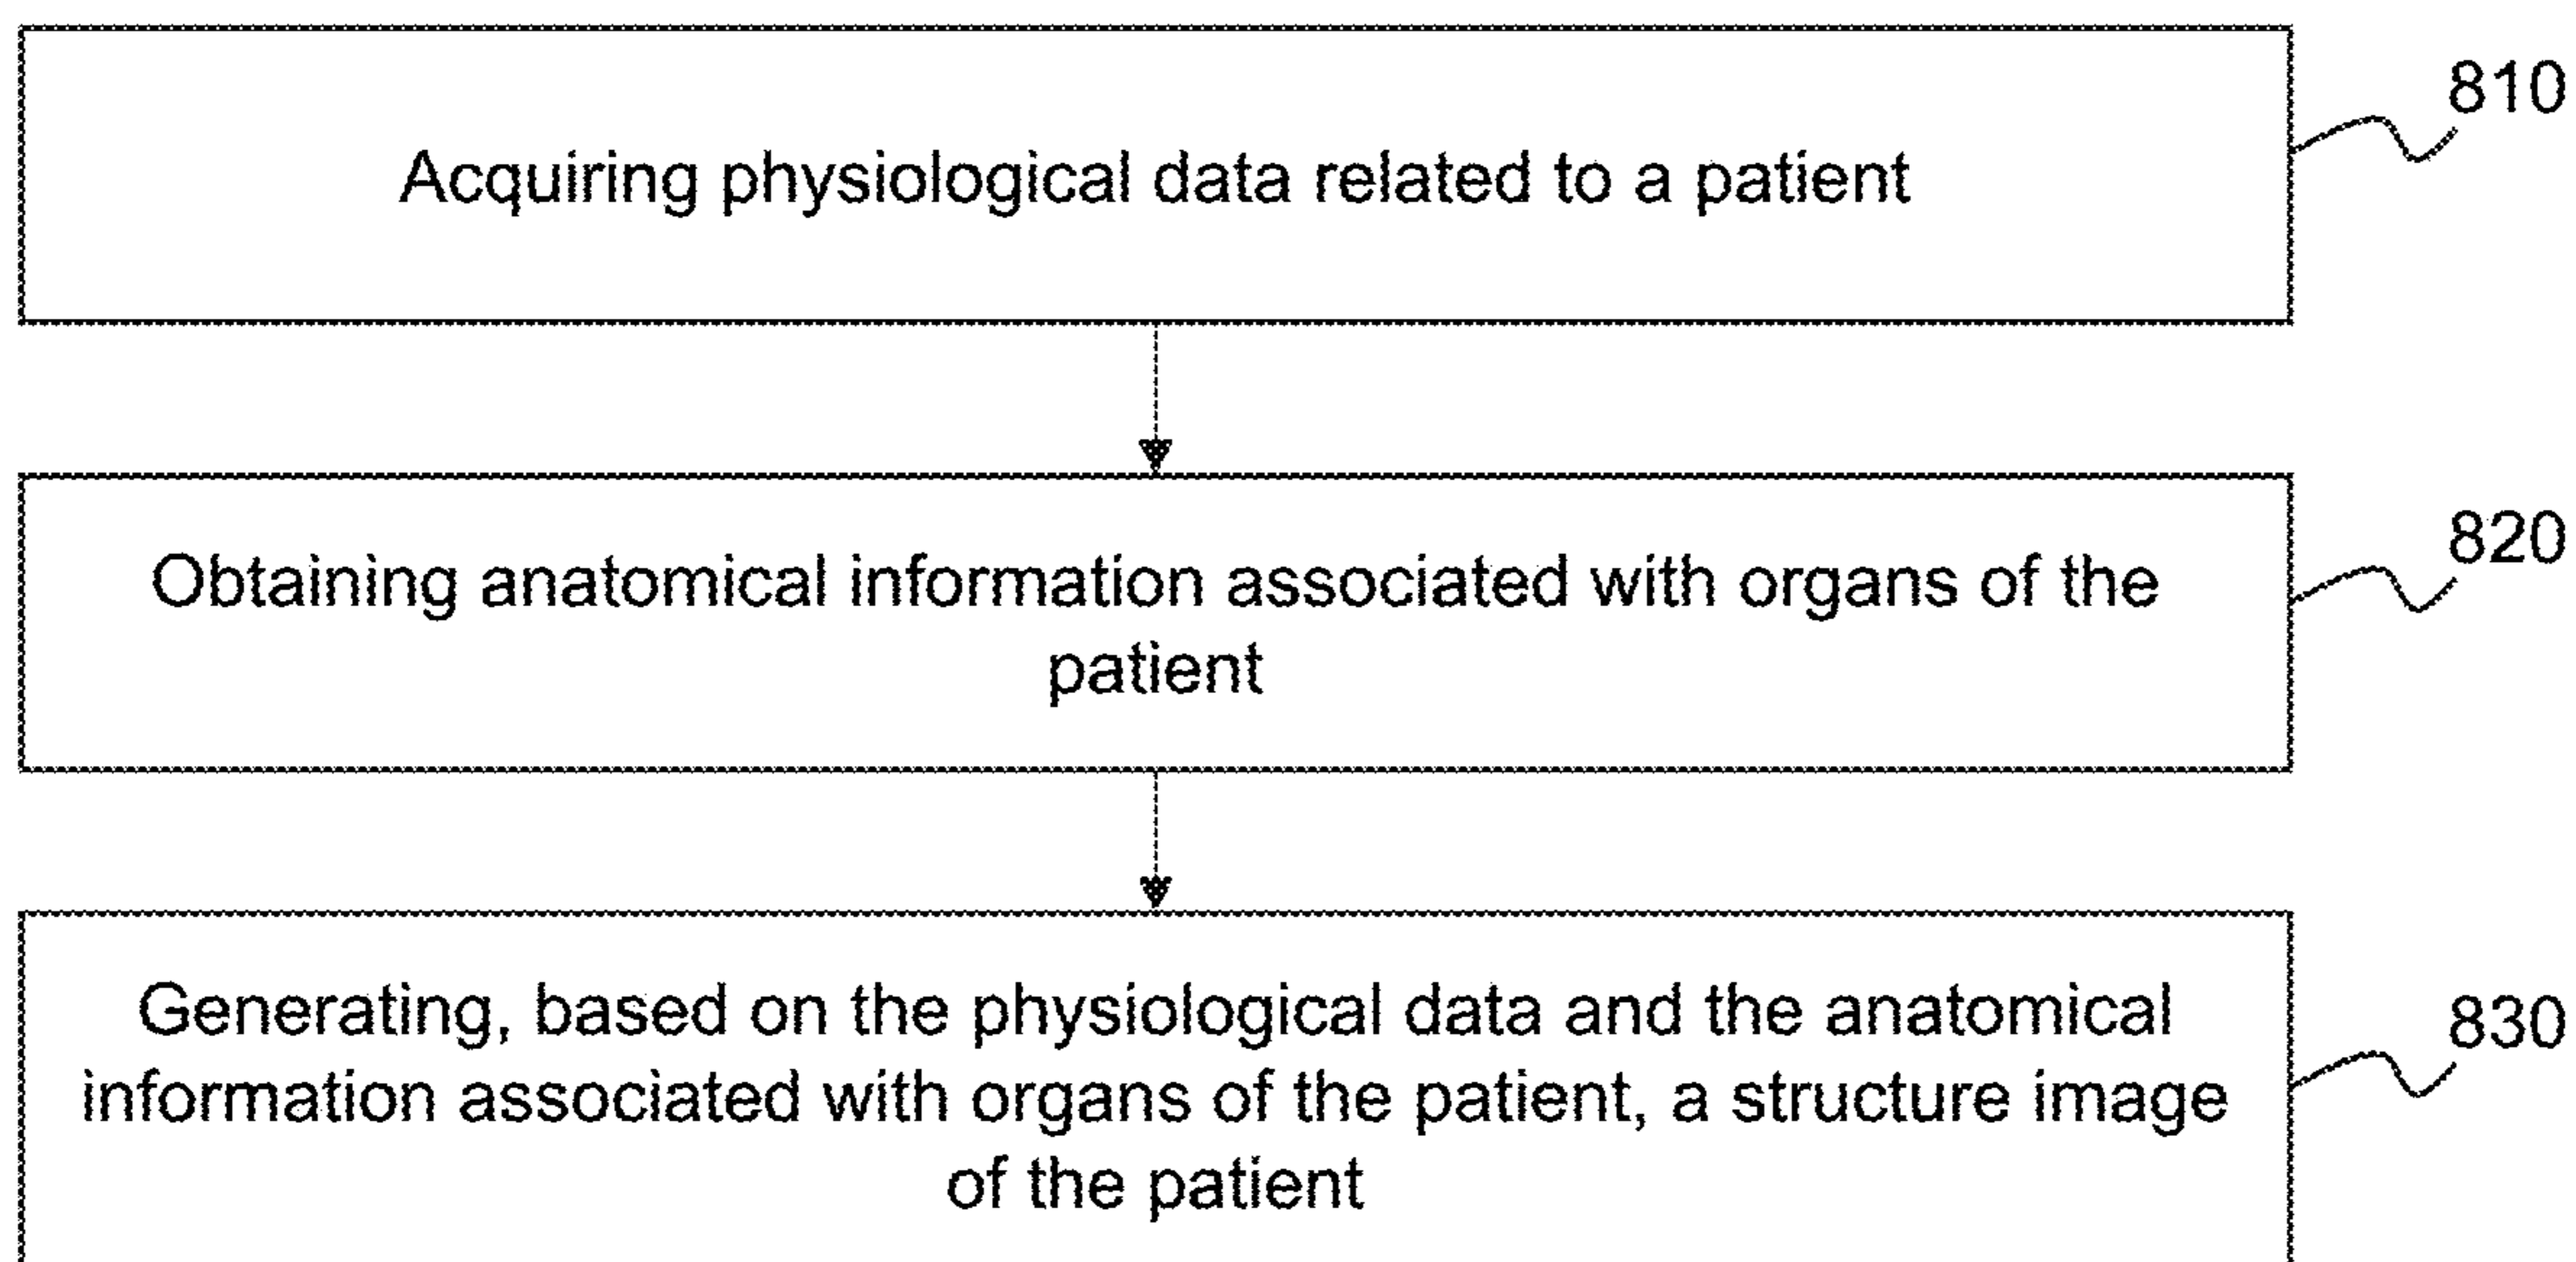 810
Acquiring physiological data related to a patient
820
Obtaining anatomical information associated with organs of the
patient
830
Generating, based on the physiological data and the anatomical
information associated with organs of the patient, a structure image
of the patient